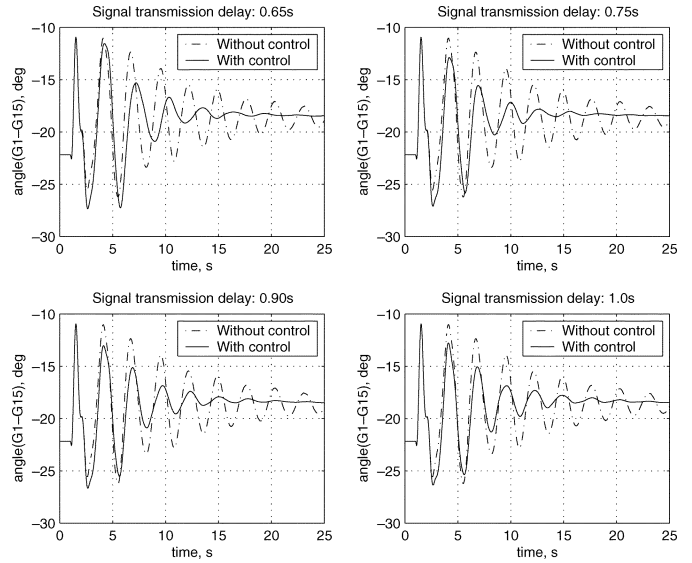 Signal transmission delay: 0.65s
−10
−15
−20
−25
−30
angle(G1−G15), deg
Without control
With control
0 5 10 15 20 25
time, s
Signal transmission delay: 0.75s
−10
−15
−20
−25
−30
angle(G1−G15), deg
Without control
With control
0 5 10 15 20 25
time, s
Signal transmission delay: 0.90s
−10
−15
−20
−25
−30
angle(G1−G15), deg
Without control
With control
0 5 10 15 20 25
time, s
Signal transmission delay: 1.0s
−10
−15
−20
−25
−30
angle(G1−G15), deg
Without control
With control
0 5 10 15 20 25
time, s